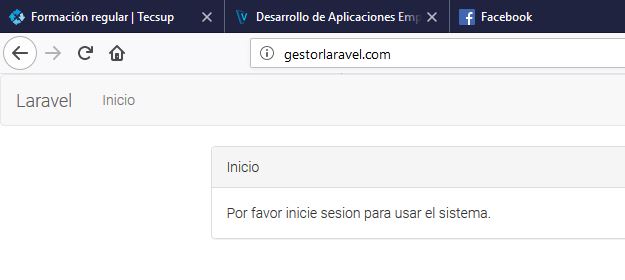 Formación regular | Tecsup
Desarrollo de Aplicaciones Emp
Facebook
gestorlaravel.com
Laravel
Inicio
Inicio
Por favor inicie sesion para usar el sistema.